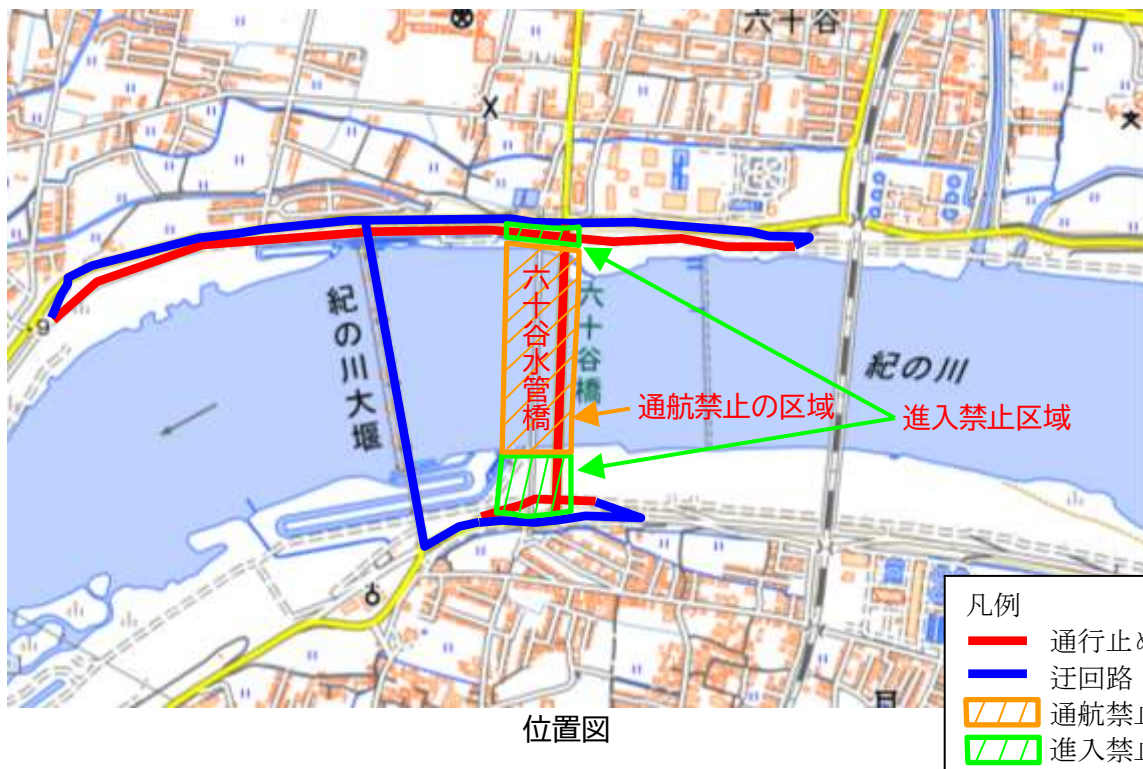 六十谷
紀の川大堰
六十谷水管橋
六十谷橋
紀の川
通航禁止の区域
進入禁止区域
9
凡例
通行止め
迂回路
通航禁止
進入禁止
位置図